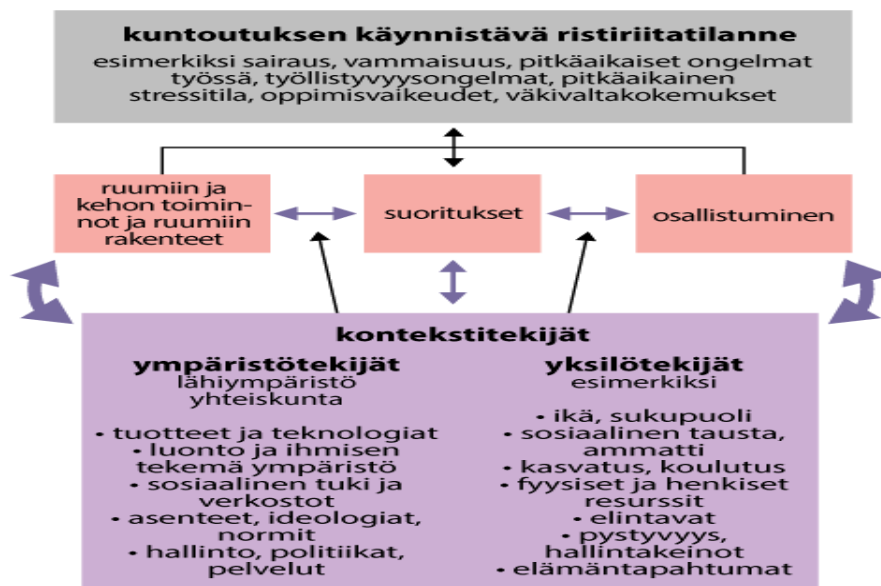 kuntoutuksen käynnistävä ristiriitatilanne
esimerkiksi sairaus, vammaisuus, pitkäaikaiset ongelmat
työssä, työllistyvyysongelmat, pitkäaikainen
stressitila, oppimisvaikeudet, väkivaltakokemukset
ruumiin ja
kehon toimin-
not ja ruumiin
rakenteet
suoritukset
osallistuminen
kontekstitekijät
ympäristötekijät
lähiympäristö
yhteiskunta
• tuotteet ja teknologiat
• luonto ja ihmisen
tekemä ympäristö
• sosiaalinen tuki ja
verkostot
• asenteet, ideologiat,
normit
• hallinto, politiikat,
pelvelut
yksilötekijät
esimerkiksi
• ikä, sukupuoli
• sosiaalinen tausta,
ammatti
• kasvatus, koulutus
• fyysiset ja henkiset
resurssit
• elintavat
• pystyvyys,
hallintakeinot
• elämäntapahtumat